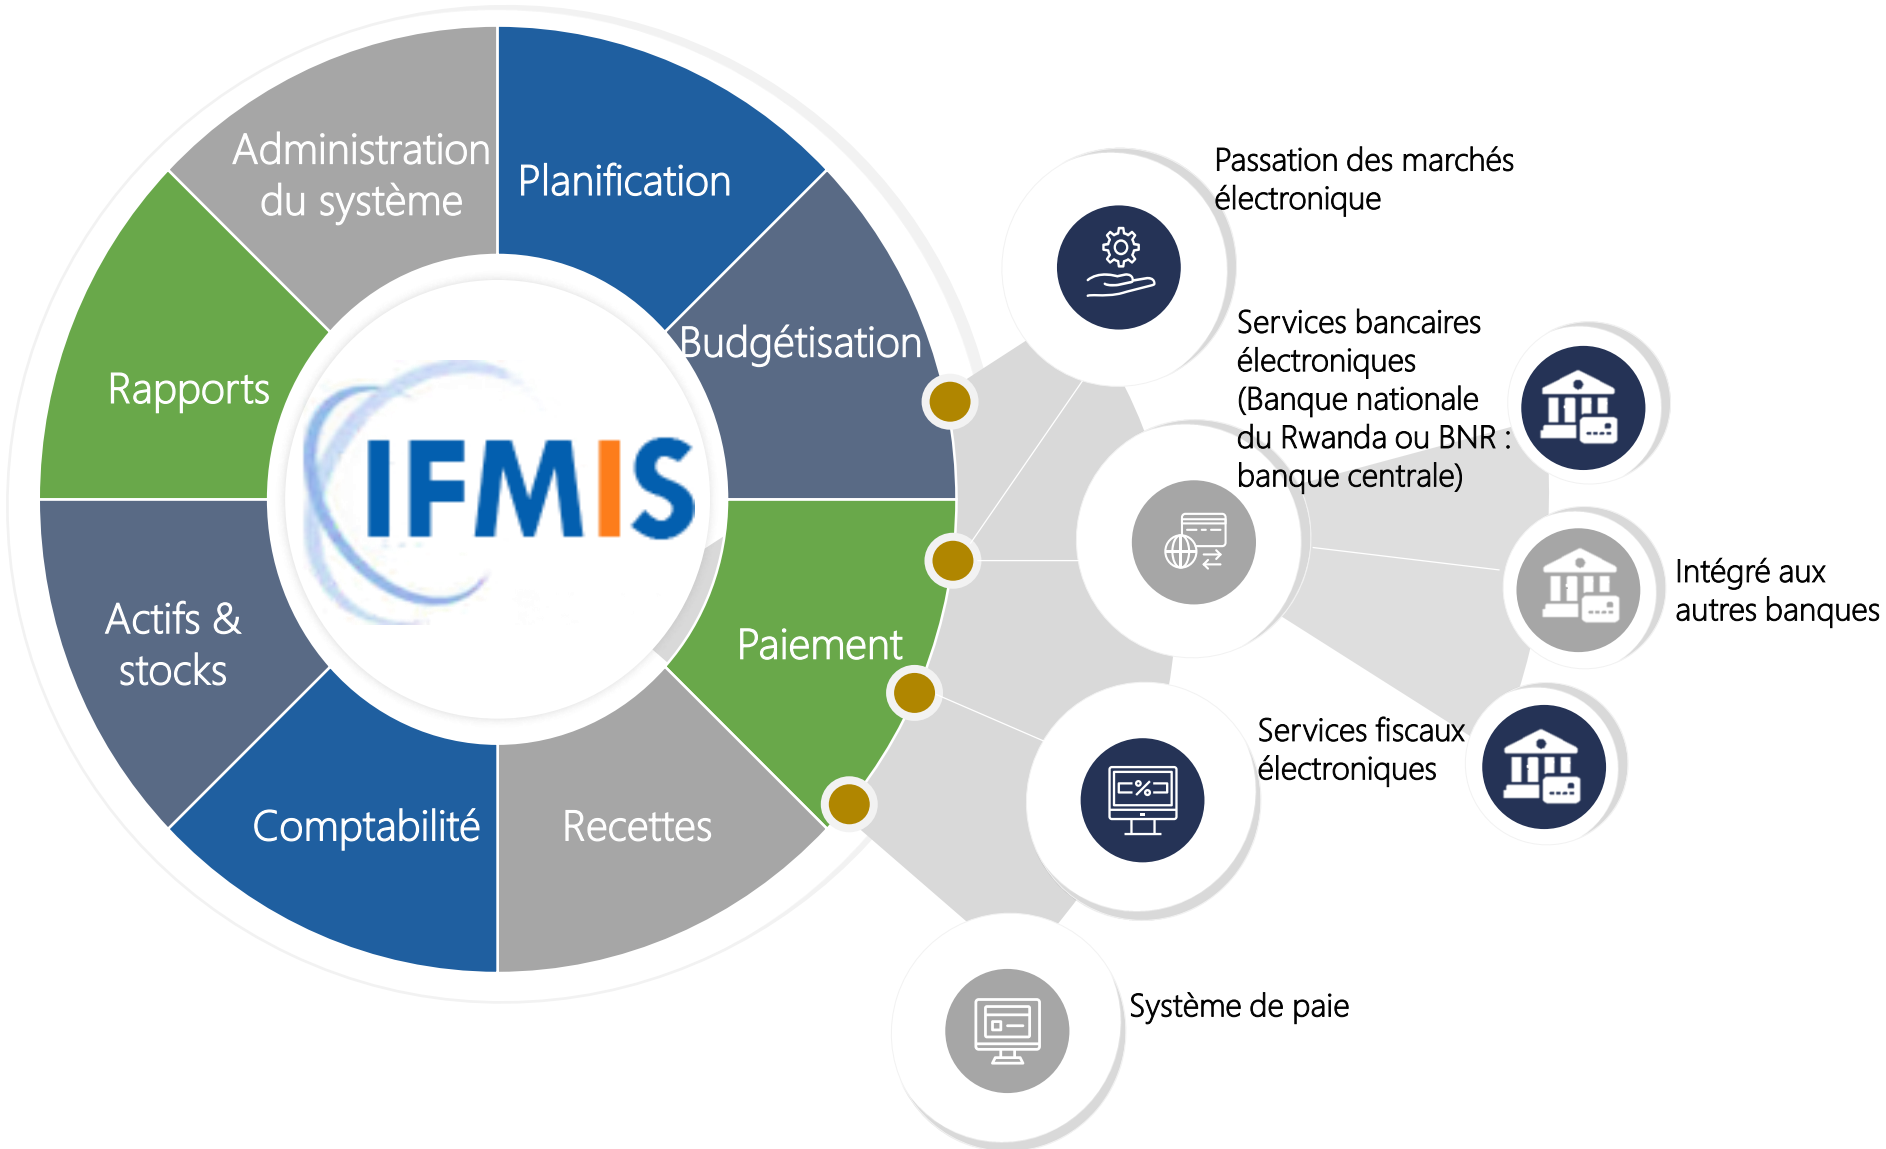 Administration
du système
Planification
Budgétisation
Rapports
IFMIS
Actifs &
stocks
Paiement
Comptabilité
Recettes
Passation des marchés
électronique
Services bancaires
électroniques
(Banque nationale
du Rwanda ou BNR :
banque centrale)
Intégré aux
autres banques
Services fiscaux
électroniques
%
Système de paie